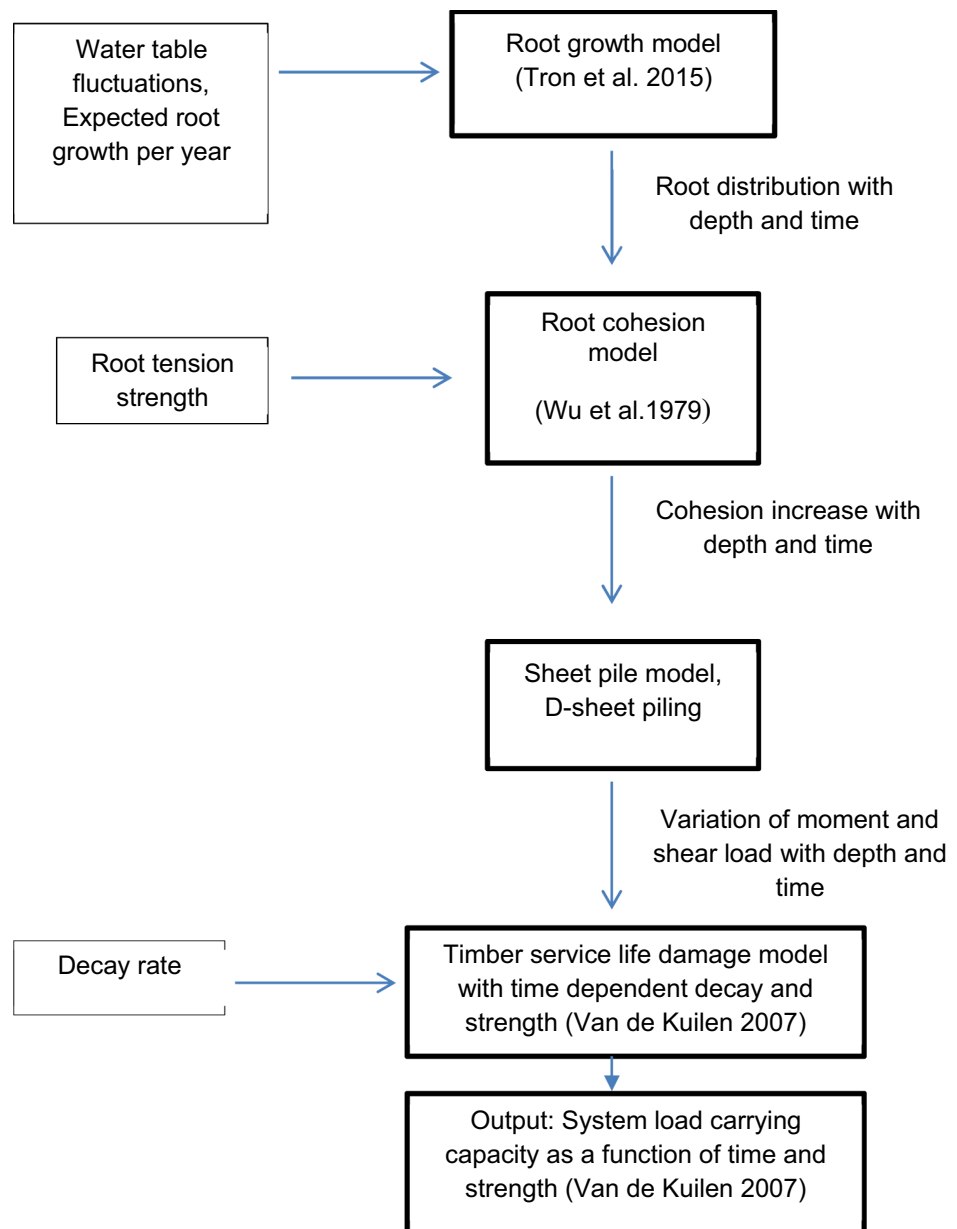 Water table
fluctuations,
Expected root
growth per year
Root growth model
(Tron et al. 2015)
Root distribution with
depth and time
Root tension
strength
Root cohesion
model
(Wu et al.1979)
Cohesion increase with
depth and time
Sheet pile model,
D-sheet piling
Variation of moment and
shear load with depth and
time
Decay rate
Timber service life damage model
with time dependent decay and
strength (Van de Kuilen 2007)
Output: System load carrying
capacity as a function of time and
strength (Van de Kuilen 2007)